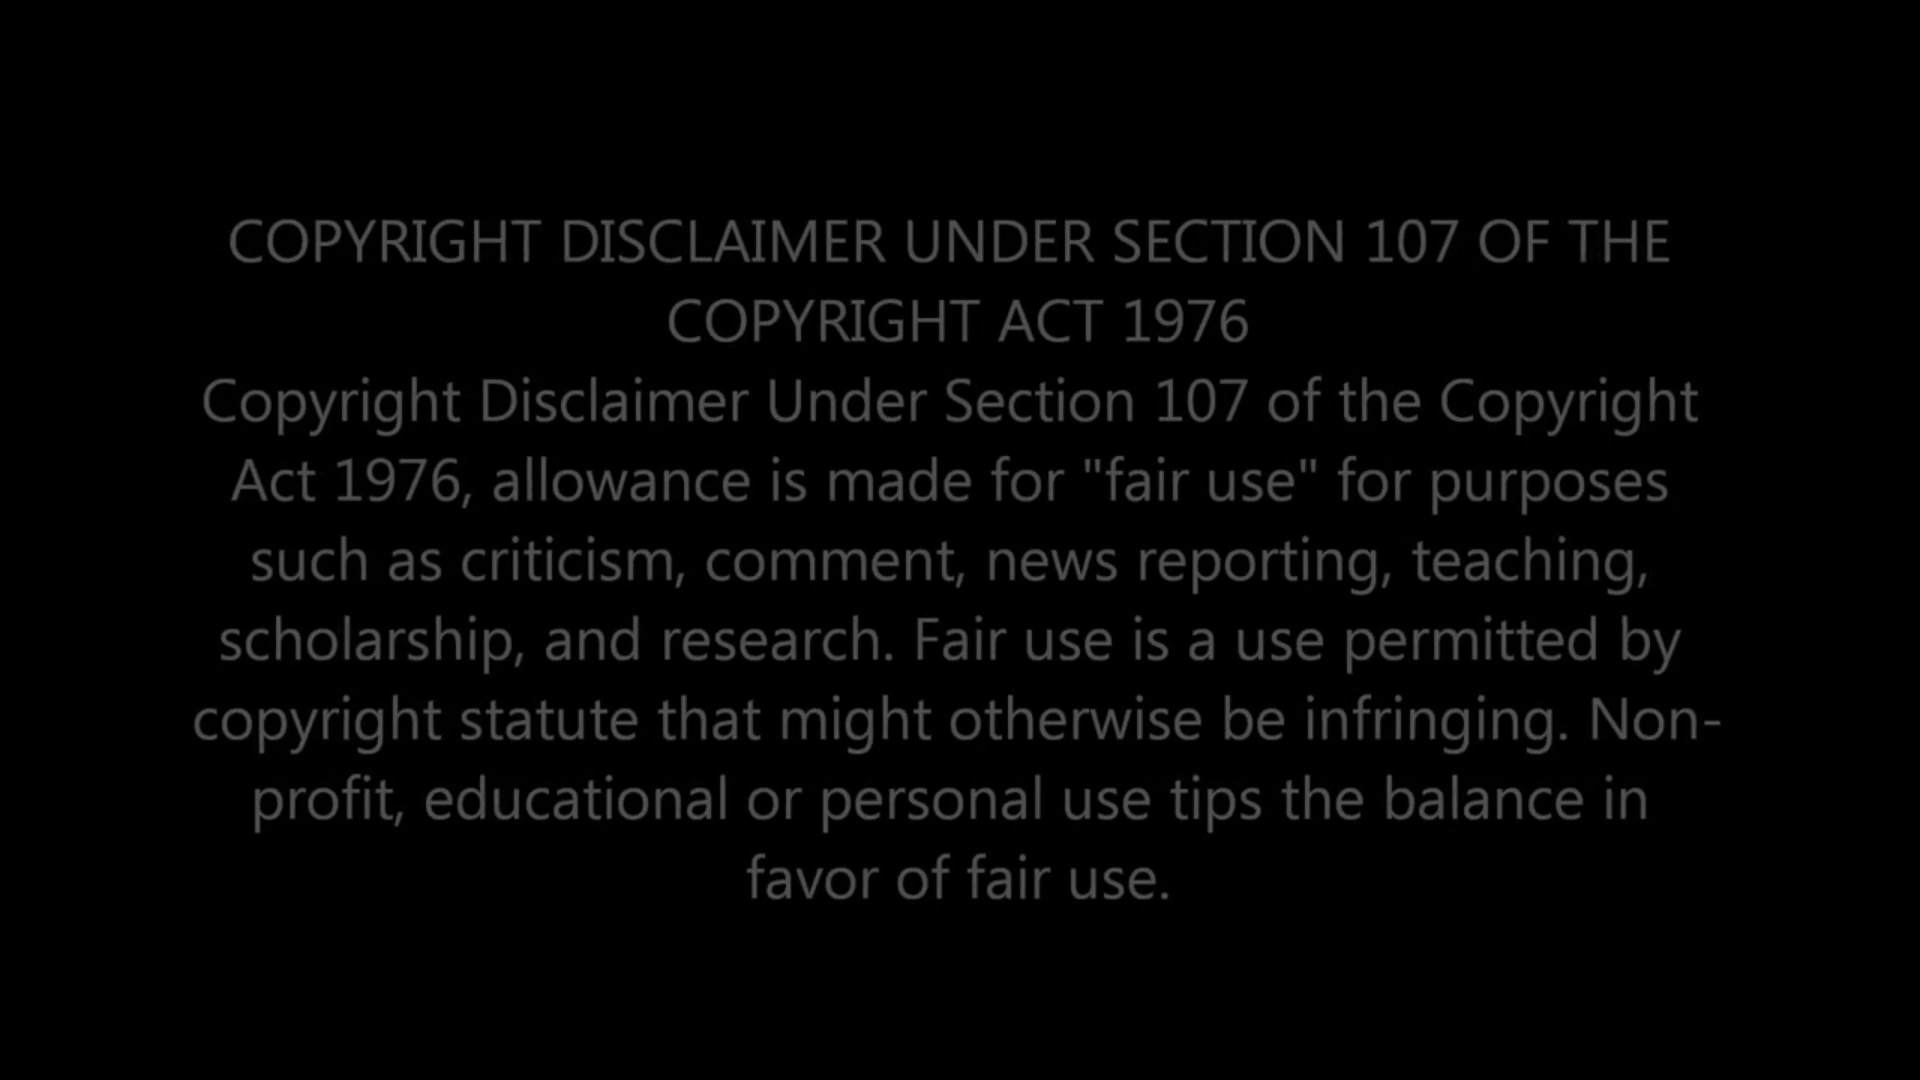 COPYRIGHT DISCLAIMER UNDER SECTION 107 OF THE
COPYRIGHT ACT 1976
Copyright Disclaimer Under Section 107 of the Copyright
Act 1976, allowance is made for "fair use" for purposes
such as criticism, comment, news reporting, teaching,
scholarship, and research. Fair use is a use permitted by
copyright statute that might otherwise be infringing. Non-
profit, educational or personal use tips the balance in
favor of fair use.